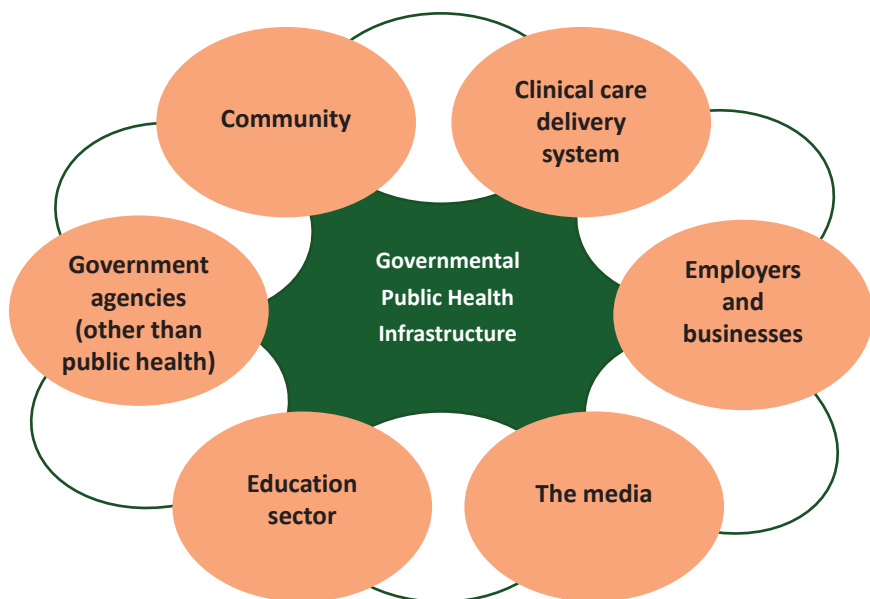 Community
Clinical care
delivery
system
Government
agencies
(other than
public health)
Governmental
Public Health
Infrastructure
Employers
and
businesses
Education
sector
The media